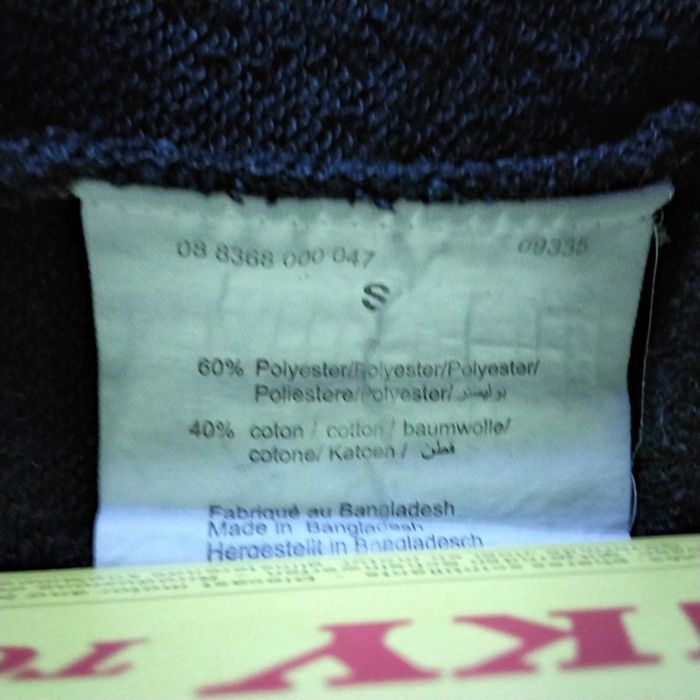 08 8368 000 047 09335
S
60% Polyester/Polyester/Polyester/
Poliestere/Polyester/ بوليستر
40% coton / cotton / baumwolle/
cotone/ Katoen / قطن
Fabriqué au Bangladesh
Made in Bangladesh
Hergestellt in Bangladesch
KY